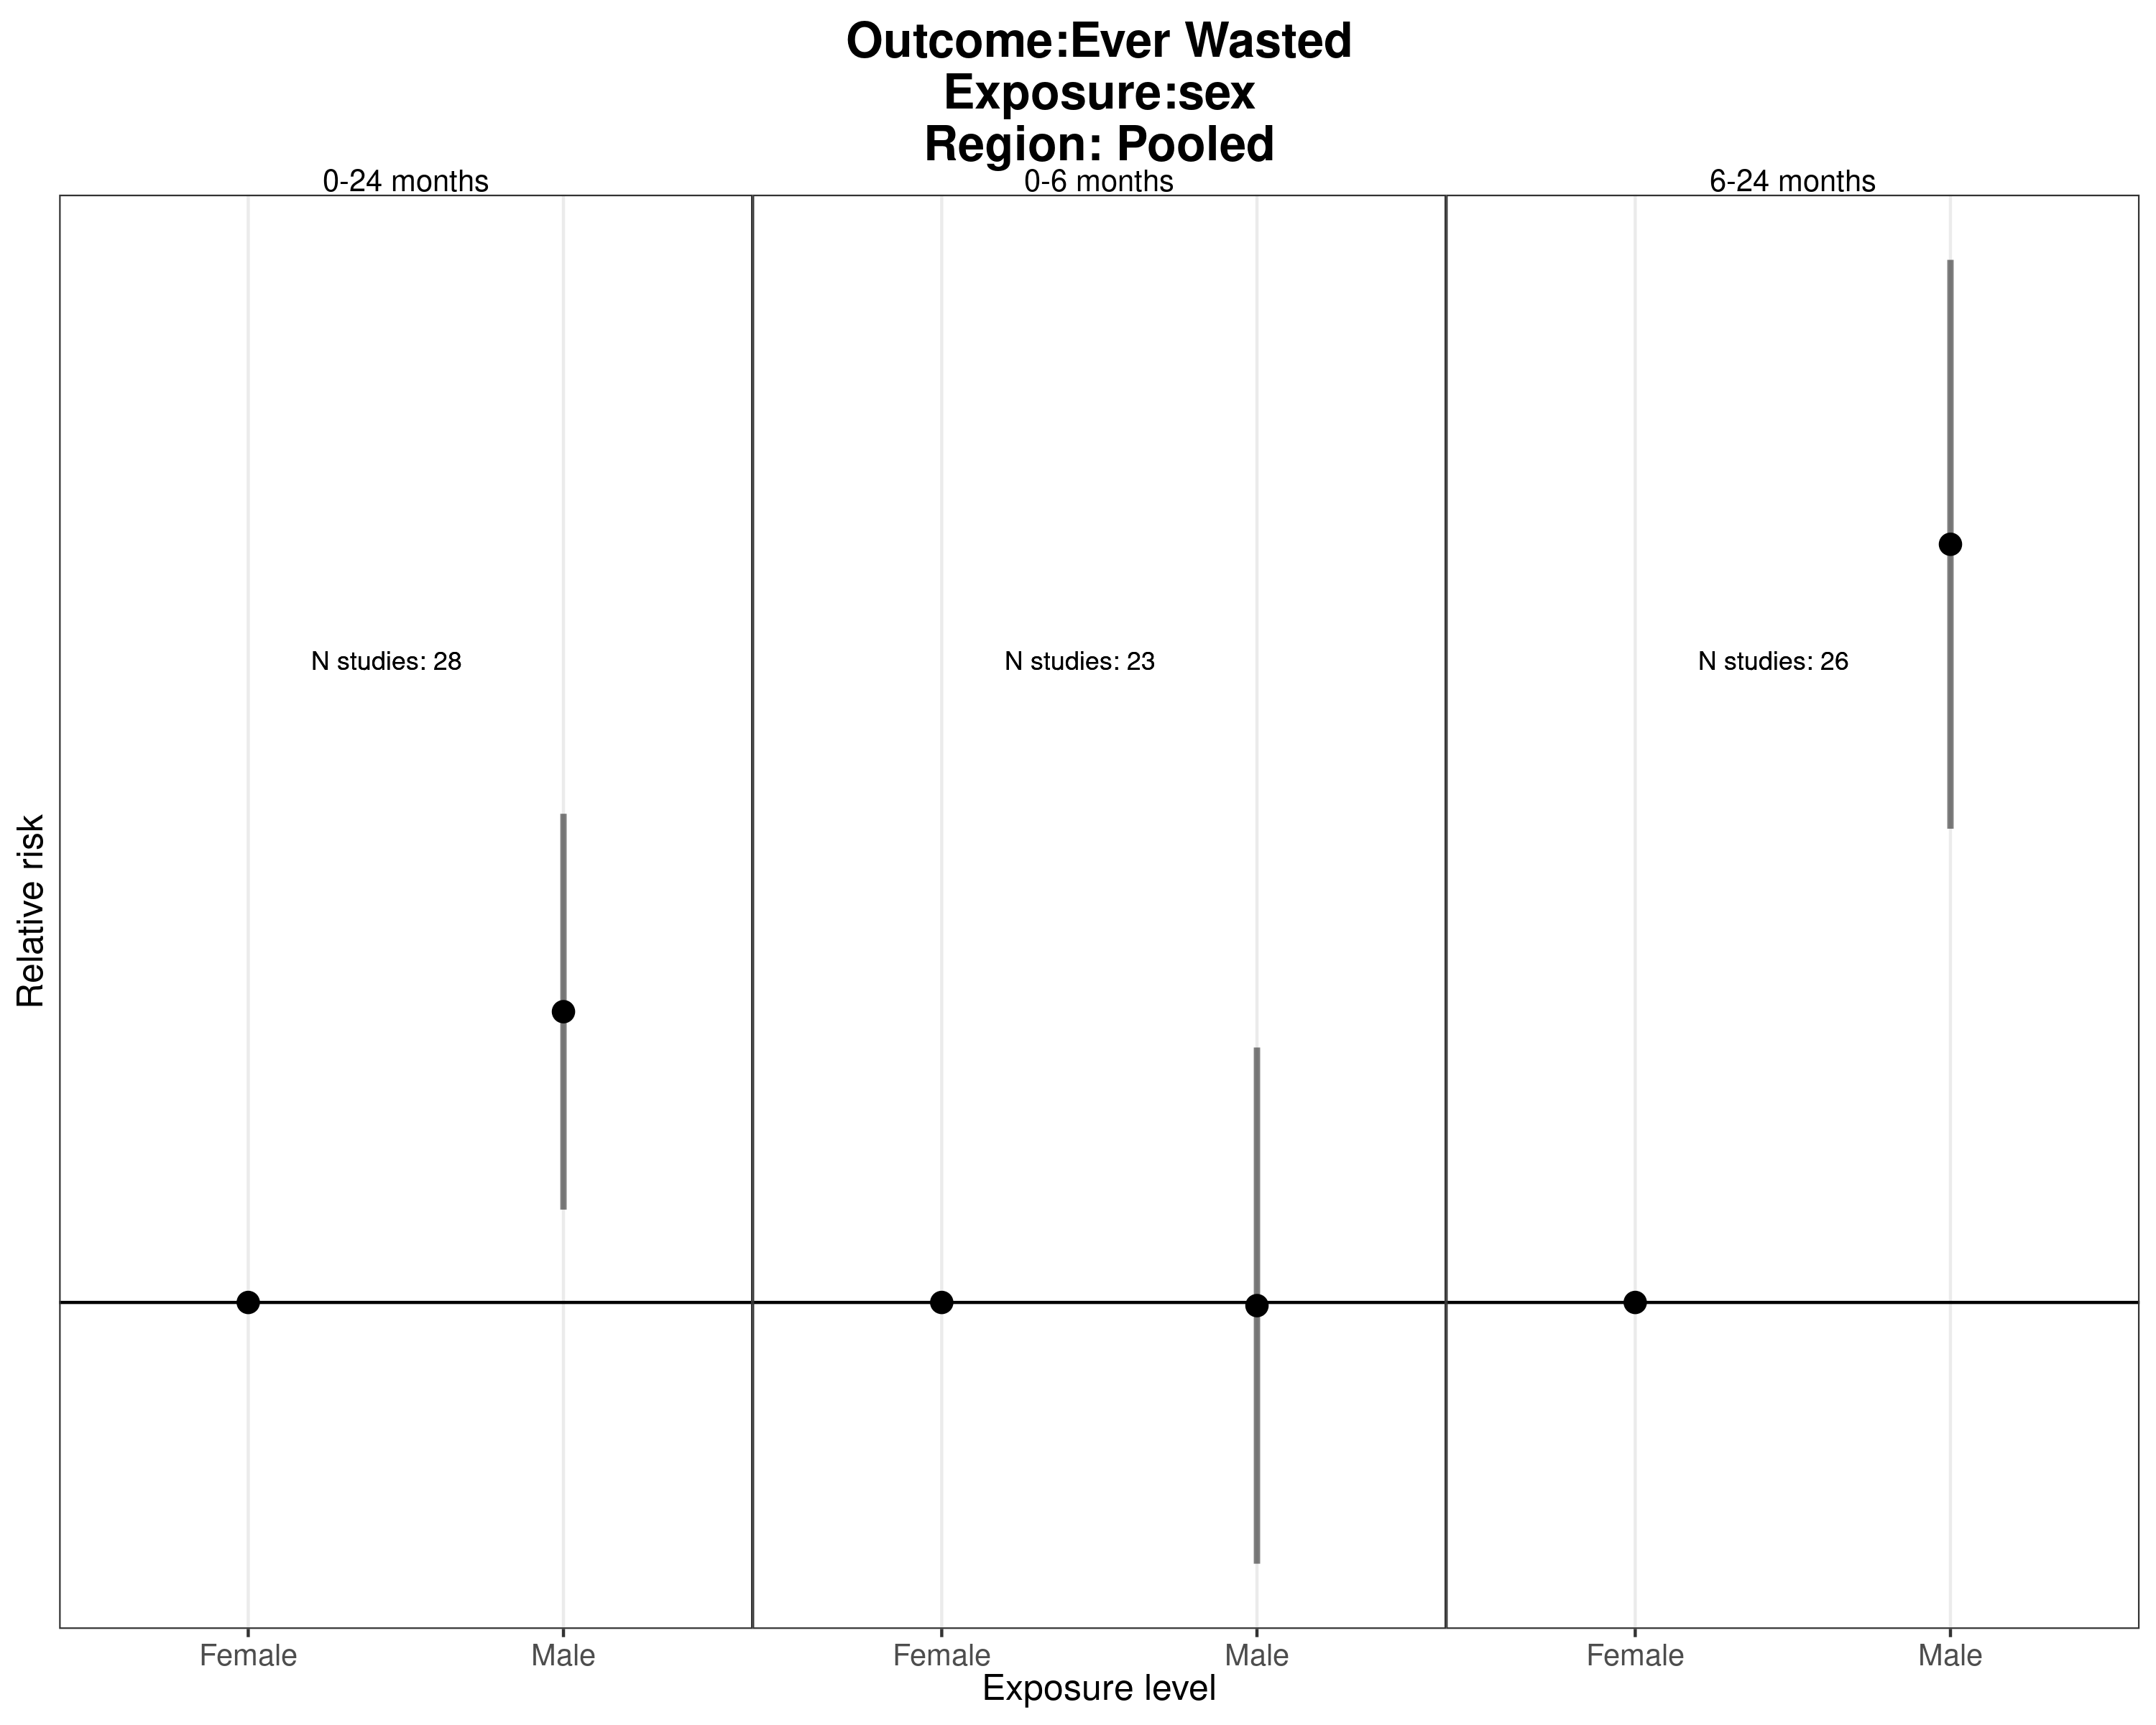 Outcome:Ever Wasted
Exposure:sex
Region: Pooled
0-24 months
0-6 months
6-24 months
N studies: 28
N studies: 23
N studies: 26
Relative risk
Female
Male
Female
Male
Female
Male
Exposure level